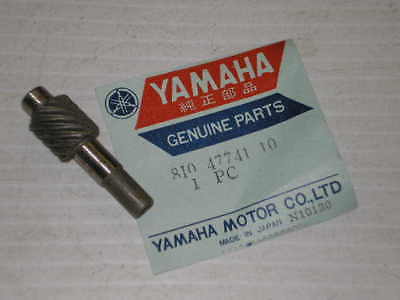 YAMAHA
純正部品
GENUINE PARTS
810 47741 10
1 PC
YAMAHA MOTOR CO.,LTD
MADE IN JAPAN N10120